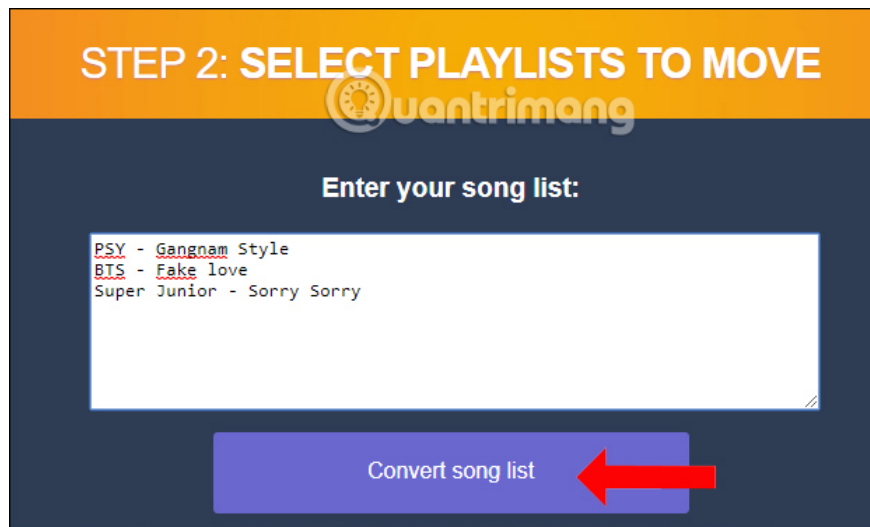 STEP 2: SELECT PLAYLISTS TO MOVE
Quantrimang
Enter your song list:
PSY - Gangnam Style
BTS - Fake love
Super Junior - Sorry Sorry
Convert song list